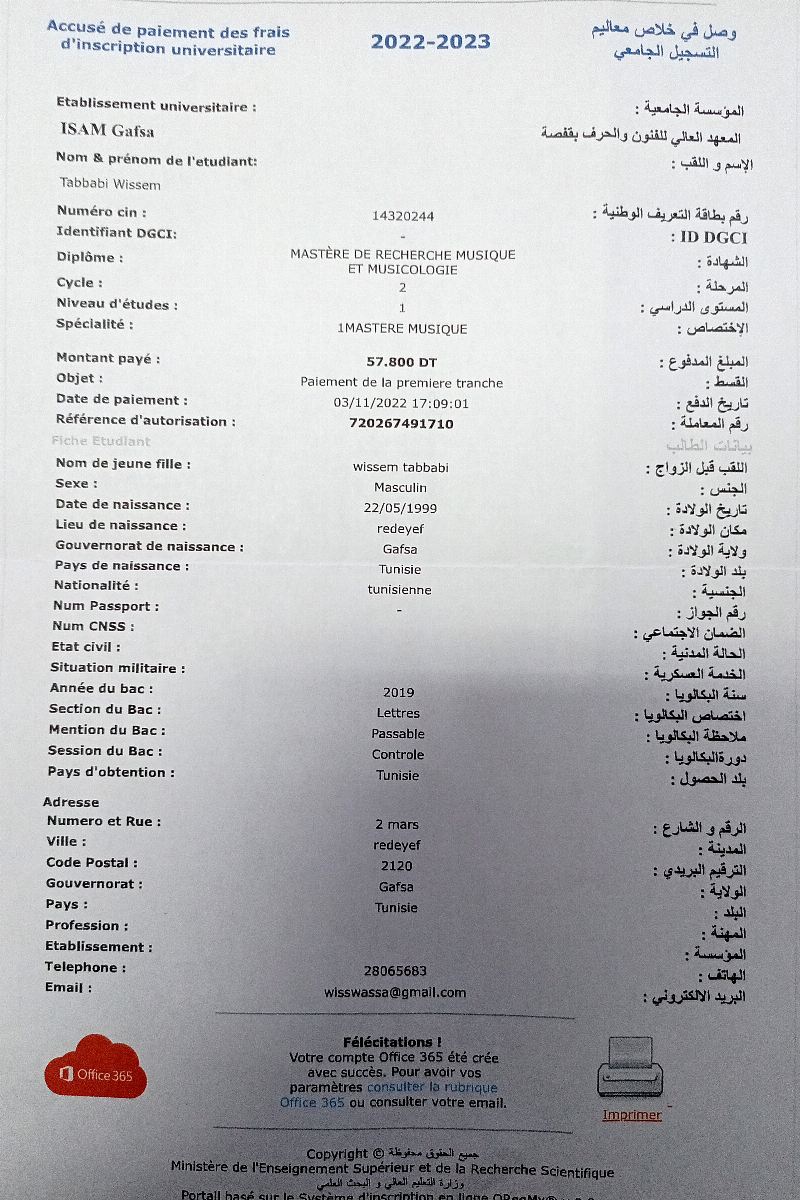 Accusé de paiement des frais
d'inscription universitaire
2022-2023
وصل في خلاص معاليم
التسجيل الجامعي
Etablissement universitaire :
المؤسسة الجامعية :
ISAM Gafsa
المعهد العالي للفنون والحرف بقفصة
Nom & prénom de l'etudiant:
الإسم و اللقب :
Tabbabi Wissem
Numéro cin : 14320244 رقم بطاقة التعريف الوطنية :
Identifiant DGCI: - ID DGCI :
Diplôme : MASTÈRE DE RECHERCHE MUSIQUE
ET MUSICOLOGIE الشهادة :
Cycle : 2 المرحلة :
Niveau d'études : 1 المستوى الدراسي :
Spécialité : 1MASTERE MUSIQUE الإختصاص :
Montant payé : 57.800 DT المبلغ المدفوع :
Objet : Paiement de la premiere tranche القسط :
Date de paiement : 03/11/2022 17:09:01 تاريخ الدفع :
Référence d'autorisation : 720267491710 رقم المعاملة :
Fiche Etudiant بيانات الطالب
Nom de jeune fille : wissem tabbabi اللقب قبل الزواج :
Sexe : Masculin الجنس :
Date de naissance : 22/05/1999 تاريخ الولادة :
Lieu de naissance : redeyef مكان الولادة :
Gouvernorat de naissance : Gafsa ولاية الولادة :
Pays de naissance : Tunisie بلد الولادة :
Nationalité : tunisienne الجنسية :
Num Passport : - رقم الجواز :
Num CNSS : الضمان الاجتماعي :
Etat civil : الحالة المدنية :
Situation militaire : الخدمة العسكرية :
Année du bac : 2019 سنة البكالويا :
Section du Bac : Lettres اختصاص البكالويا :
Mention du Bac : Passable ملاحظة البكالويا :
Session du Bac : Controle دورةالبكالويا :
Pays d'obtention : Tunisie بلد الحصول :
Adresse
Numero et Rue : 2 mars الرقم و الشارع :
Ville : redeyef المدينة :
Code Postal : 2120 الترقيم البريدي :
Gouvernorat : Gafsa الولاية :
Pays : Tunisie البلد :
Profession : المهنة :
Etablissement : المؤسسة :
Telephone : 28065683 الهاتف :
Email : wisswassa@gmail.com البريد الالكتروني :
Office 365
Félécitations !
Votre compte Office 365 été crée
avec succès. Pour avoir vos
paramètres consulter la rubrique
Office 365 ou consulter votre email.
Imprimer
Copyright © جميع الحقوق محفوظة
Ministère de l'Enseignement Supérieur et de la Recherche Scientifique
وزارة التعليم العالي و البحث العلمي
Portail basé sur le Système d'inscription en ligne